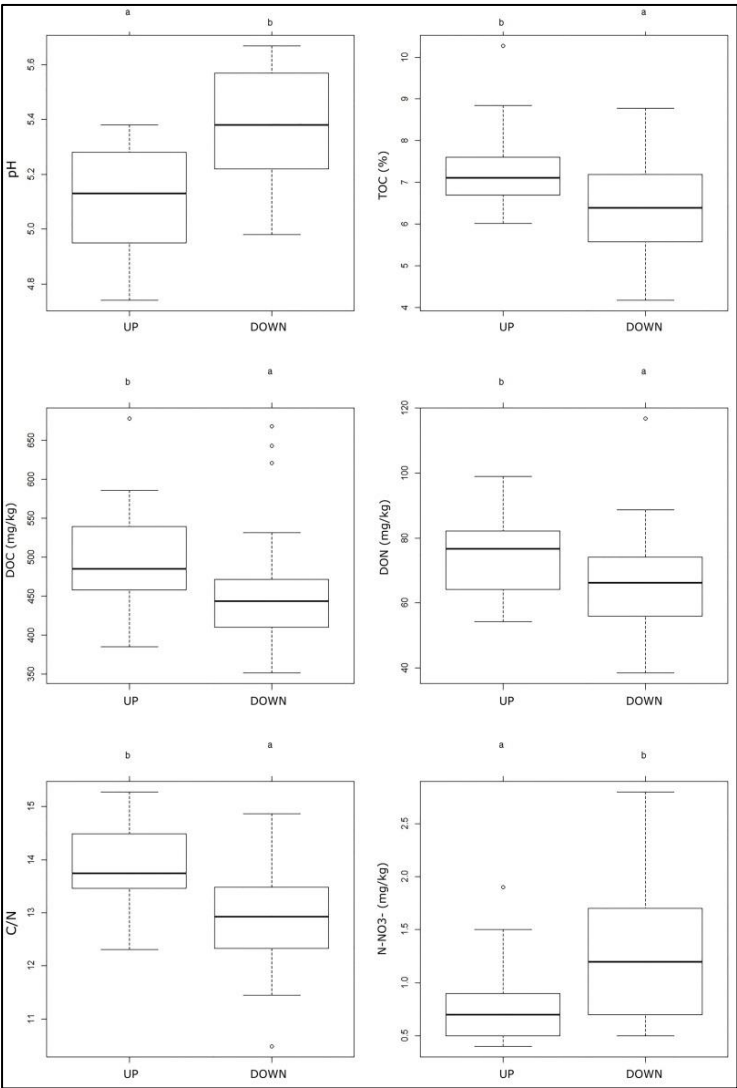 a b
pH
5.6
5.4
5.2
5.0
4.8
UP DOWN
b a
TOC (%)
10
9
8
7
6
5
4
UP DOWN
b a
DOC (mg/kg)
650
600
550
500
450
400
350
UP DOWN
b a
DON (mg/kg)
120
100
80
60
40
UP DOWN
b a
C/N
15
14
13
12
11
UP DOWN
a b
N-NO3- (mg/kg)
2.5
2.0
1.5
1.0
0.5
UP DOWN